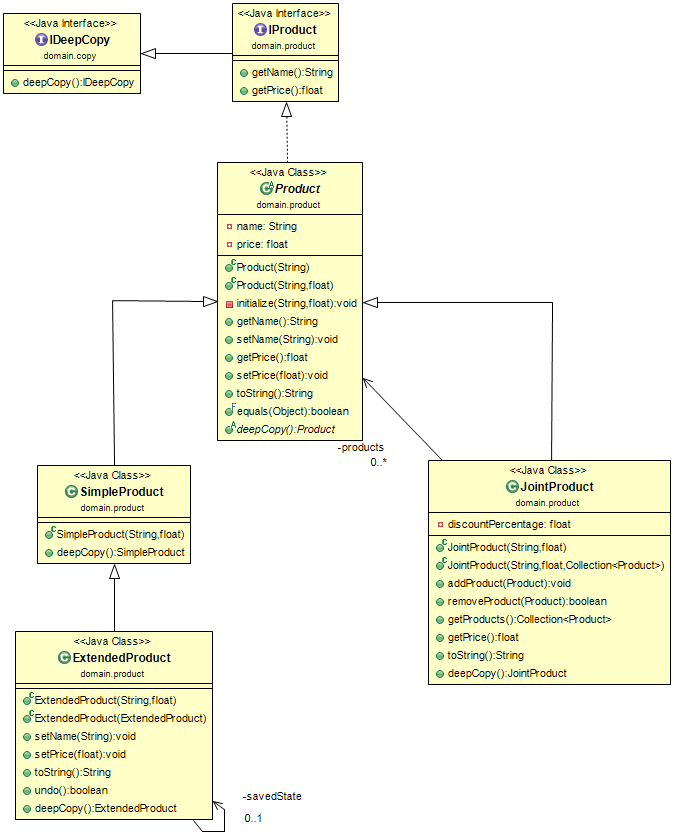 <<Java Interface>>
IDeepCopy
domain.copy
deepCopy():IDeepCopy
<<Java Interface>>
IProduct
domain.product
getName():String
getPrice():float
<<Java Class>>
Product
domain.product
name: String
price: float
Product(String)
Product(String,float)
initialize(String,float):void
getName():String
setName(String):void
getPrice():float
setPrice(float):void
toString():String
equals(Object):boolean
deepCopy():Product
-products
0..*
<<Java Class>>
SimpleProduct
domain.product
SimpleProduct(String,float)
deepCopy():SimpleProduct
<<Java Class>>
JointProduct
domain.product
discountPercentage: float
JointProduct(String,float)
JointProduct(String,float,Collection<Product>)
addProduct(Product):void
removeProduct(Product):boolean
getProducts():Collection<Product>
getPrice():float
toString():String
deepCopy():JointProduct
<<Java Class>>
ExtendedProduct
domain.product
ExtendedProduct(String,float)
ExtendedProduct(ExtendedProduct)
setName(String):void
setPrice(float):void
toString():String
undo():boolean
deepCopy():ExtendedProduct
-savedState
0..1